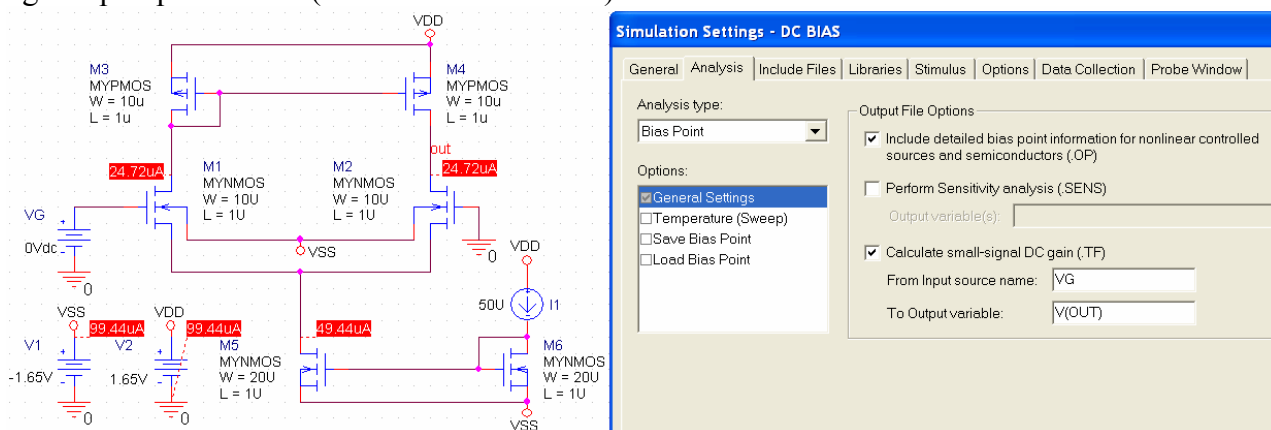 VDD
M3
MYPMOS
W = 10u
L = 1u
M4
MYPMOS
W = 10u
L = 1u
out
24.72uA
24.72uA
M1
MYNMOS
W = 10U
L = 1U
M2
MYNMOS
W = 10U
L = 1U
VG
0Vdc
0
VSS
0
VDD
50U
I1
VSS
99.44uA
VDD
99.44uA
49.44uA
V1
-1.65V
0
V2
1.65V
0
M5
MYNMOS
W = 20U
L = 1U
M6
MYNMOS
W = 20U
L = 1U
VSS
Simulation Settings - DC BIAS
General Analysis Include Files Libraries Stimulus Options Data Collection Probe Window
Analysis type:
Bias Point
Options:
General Settings
Temperature (Sweep)
Save Bias Point
Load Bias Point
Output File Options
Include detailed bias point information for nonlinear controlled
sources and semiconductors (.OP)
Perform Sensitivity analysis (.SENS)
Output variable(s):
Calculate small-signal DC gain (.TF)
From Input source name: VG
To Output variable: V(OUT)